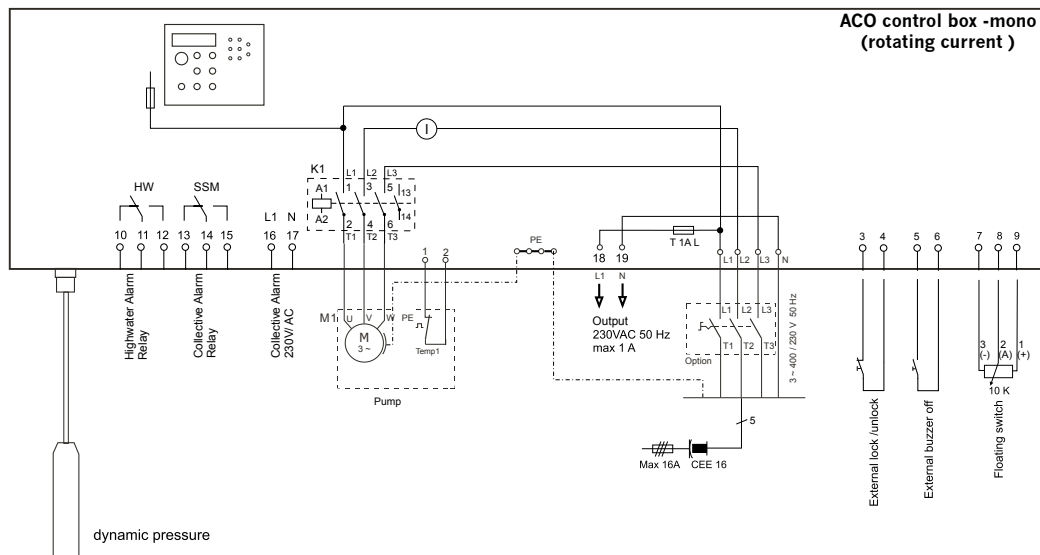 ACO control box -mono
(rotating current )
I
K1
L1 L2 L3
A1
A2
1 3 5
13
14
2 4 6
T1 T2 T3
HW
SSM
L1 N
10 11 12 13 14 15 16 17
1 2
PE
18 19
T 1A L
L1 L2 L3 N
3 4 5 6 7 8 9
Highwater Alarm
Relay
Collective Alarm
Relay
Collective Alarm
230V/ AC
M1
U V W
M
3 ~
PE
Temp1
Pump
L1 N
Output
230VAC 50 Hz
max 1 A
L1 L2 L3
T1 T2 T3
Option
3 ~ 400 / 230 V 50 Hz
5
Max 16A
CEE 16
External lock /unlock
External buzzer off
3
(-)
2
(A)
1
(+)
10 K
Floating switch
dynamic pressure